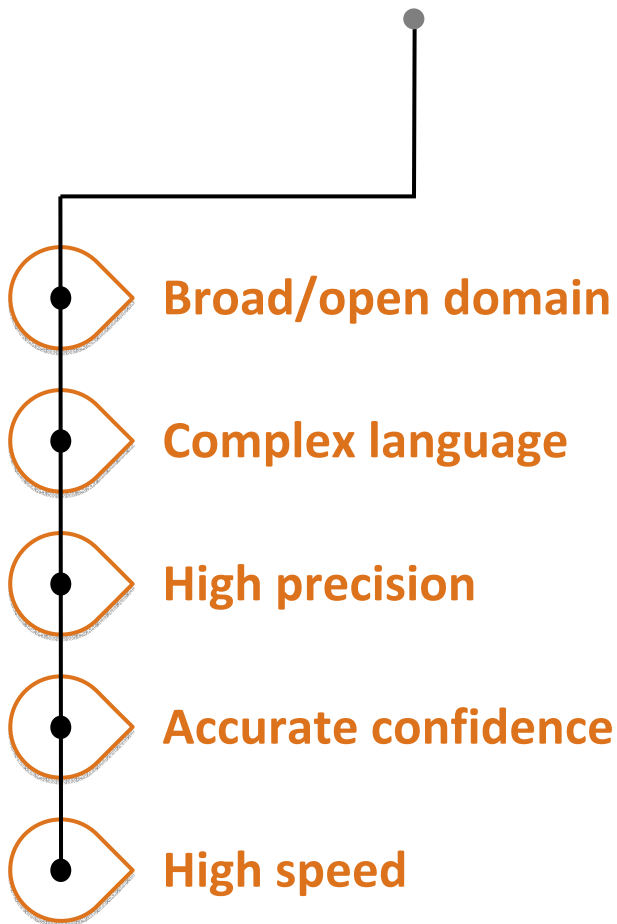 Broad/open domain
Complex language
High precision
Accurate confidence
High speed